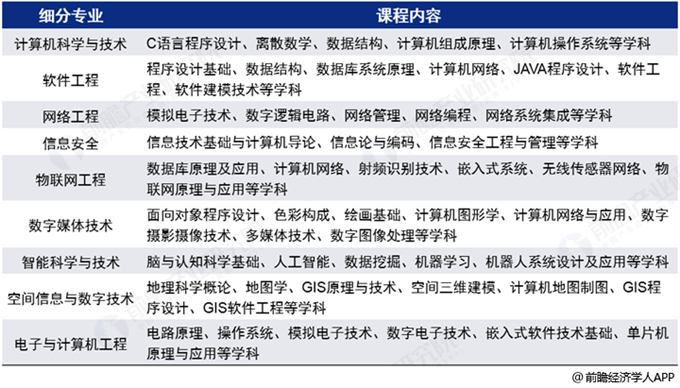 细分专业 课程内容
计算机科学与技术 C语言程序设计、离散数学、数据结构、计算机组成原理、计算机操作系统等学科
软件工程 程序设计基础、数据结构、数据库系统原理、计算机网络、JAVA程序设计、软件工
程、软件建模技术等学科
网络工程 模拟电子技术、数字逻辑电路、网络管理、网络编程、网络系统集成等学科
信息安全 信息技术基础与计算机导论、信息论与编码、信息安全工程与管理等学科
物联网工程 数据库原理及应用、计算机网络、射频识别技术、嵌入式系统、无线传感器网络、物
联网原理与应用等学科
数字媒体技术 面向对象程序设计、色彩构成、绘画基础、计算机图形学、计算机网络与应用、数字
摄影摄像技术、多媒体技术、数字图像处理等学科
智能科学与技术 脑与认知科学基础、人工智能、数据挖掘、机器学习、机器人系统设计及应用等学科
空间信息与数字技术 地理科学概论、地图学、GIS原理与技术、空间三维建模、计算机地图制图、GIS程
序设计、GIS软件工程等学科
电子与计算机工程 电路原理、操作系统、模拟电子技术、数字电子技术、嵌入式软件技术基础、单片机
原理与应用等学科
@前瞻经济学人APP